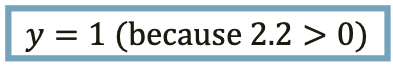 y = 1 (because 2.2 > 0)